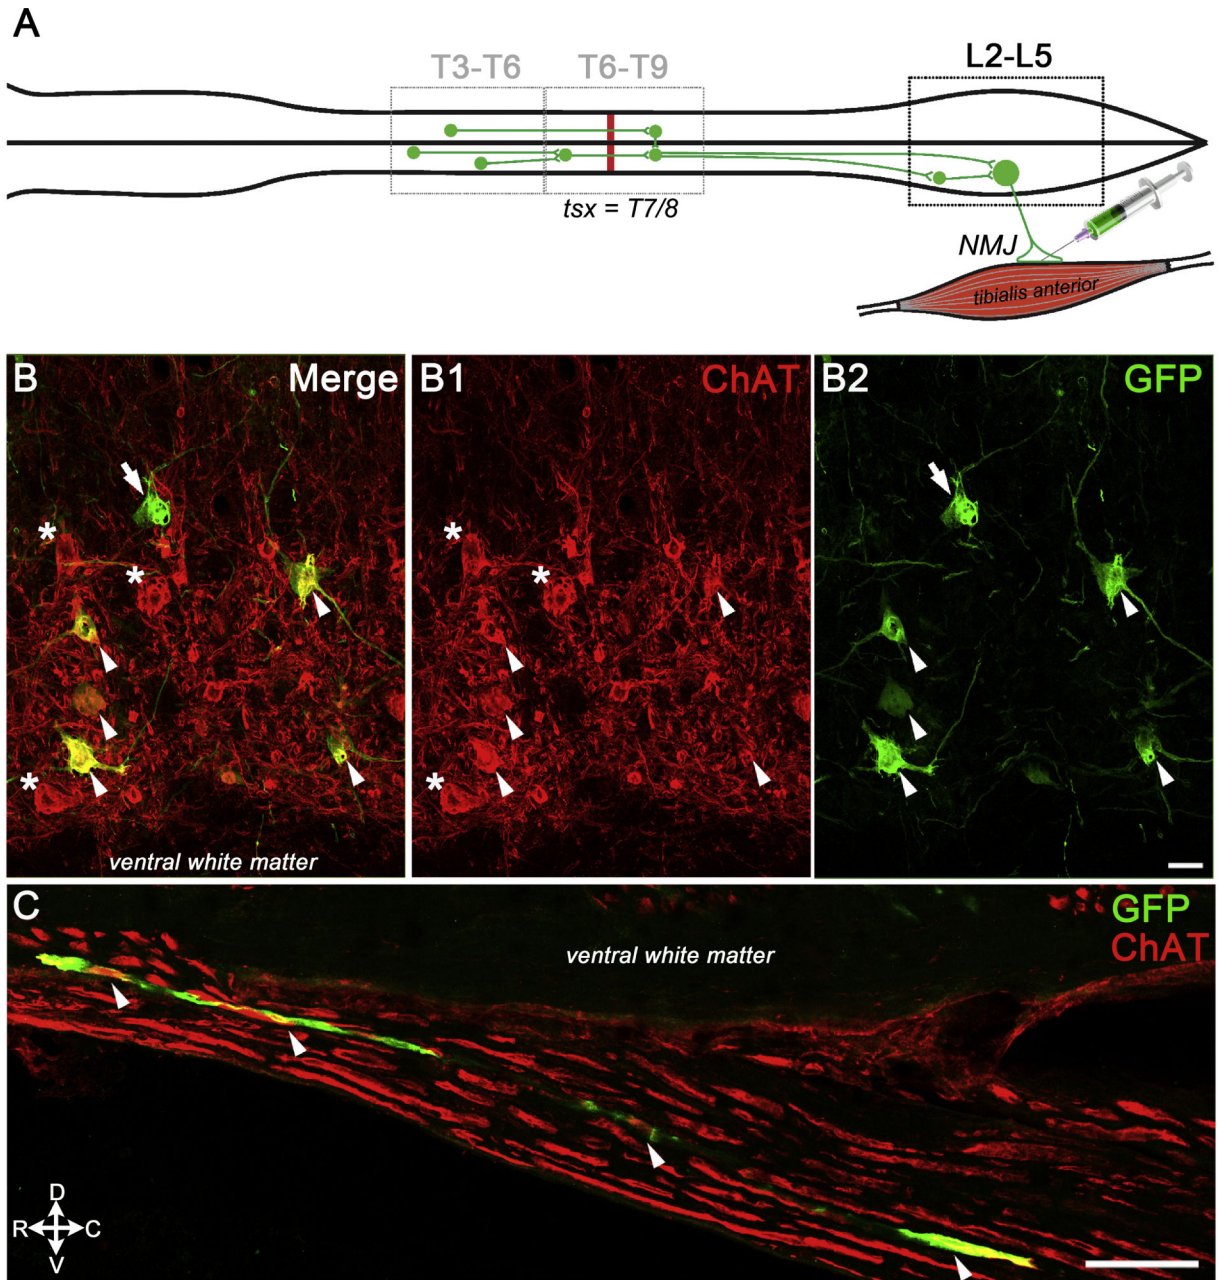 A
T3-T6 T6-T9 L2-L5
tsx = T7/8
NMJ
tibialis anterior
B Merge B1 ChAT B2 GFP
* * * * * *
ventral white matter
C GFP
ChAT
ventral white matter
D
R C
V